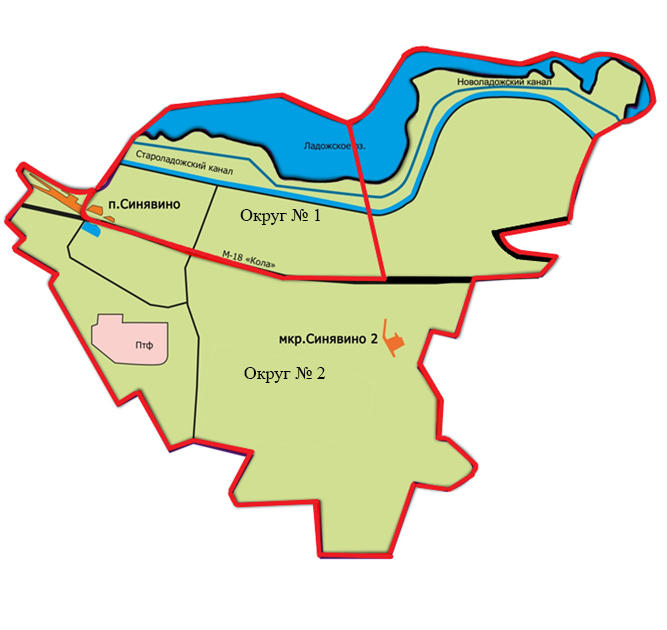 Новоладожский канал
Ладожское оз.
Староладожский канал
п.Синявино
Округ № 1
М-18 «Кола»
мкр.Синявино 2
Птф
Округ № 2